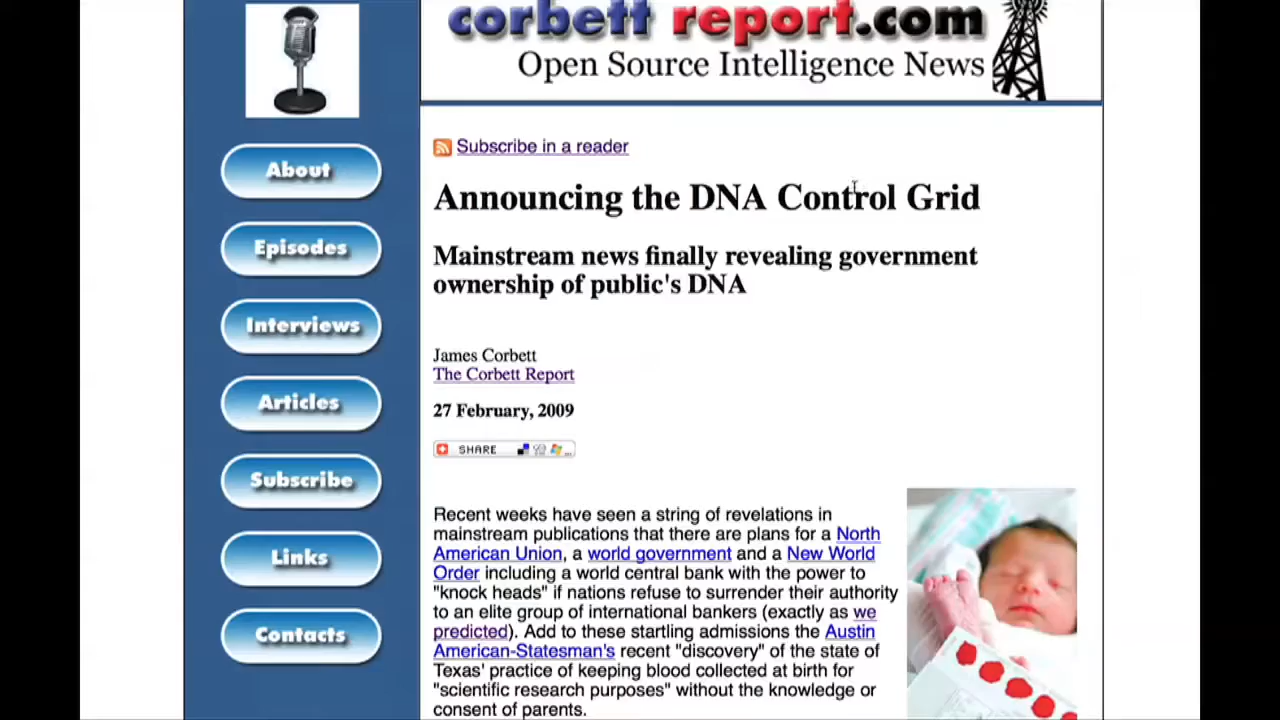 corbett report.com
Open Source Intelligence News
About
Episodes
Interviews
Articles
Subscribe
Links
Contacts
Subscribe in a reader
Announcing the DNA Control Grid
Mainstream news finally revealing government
ownership of public's DNA
James Corbett
The Corbett Report
27 February, 2009
SHARE
Recent weeks have seen a string of revelations in
mainstream publications that there are plans for a North
American Union, a world government and a New World
Order including a world central bank with the power to
"knock heads" if nations refuse to surrender their authority
to an elite group of international bankers (exactly as we
predicted). Add to these startling admissions the Austin
American-Statesman's recent "discovery" of the state of
Texas' practice of keeping blood collected at birth for
"scientific research purposes" without the knowledge or
consent of parents.